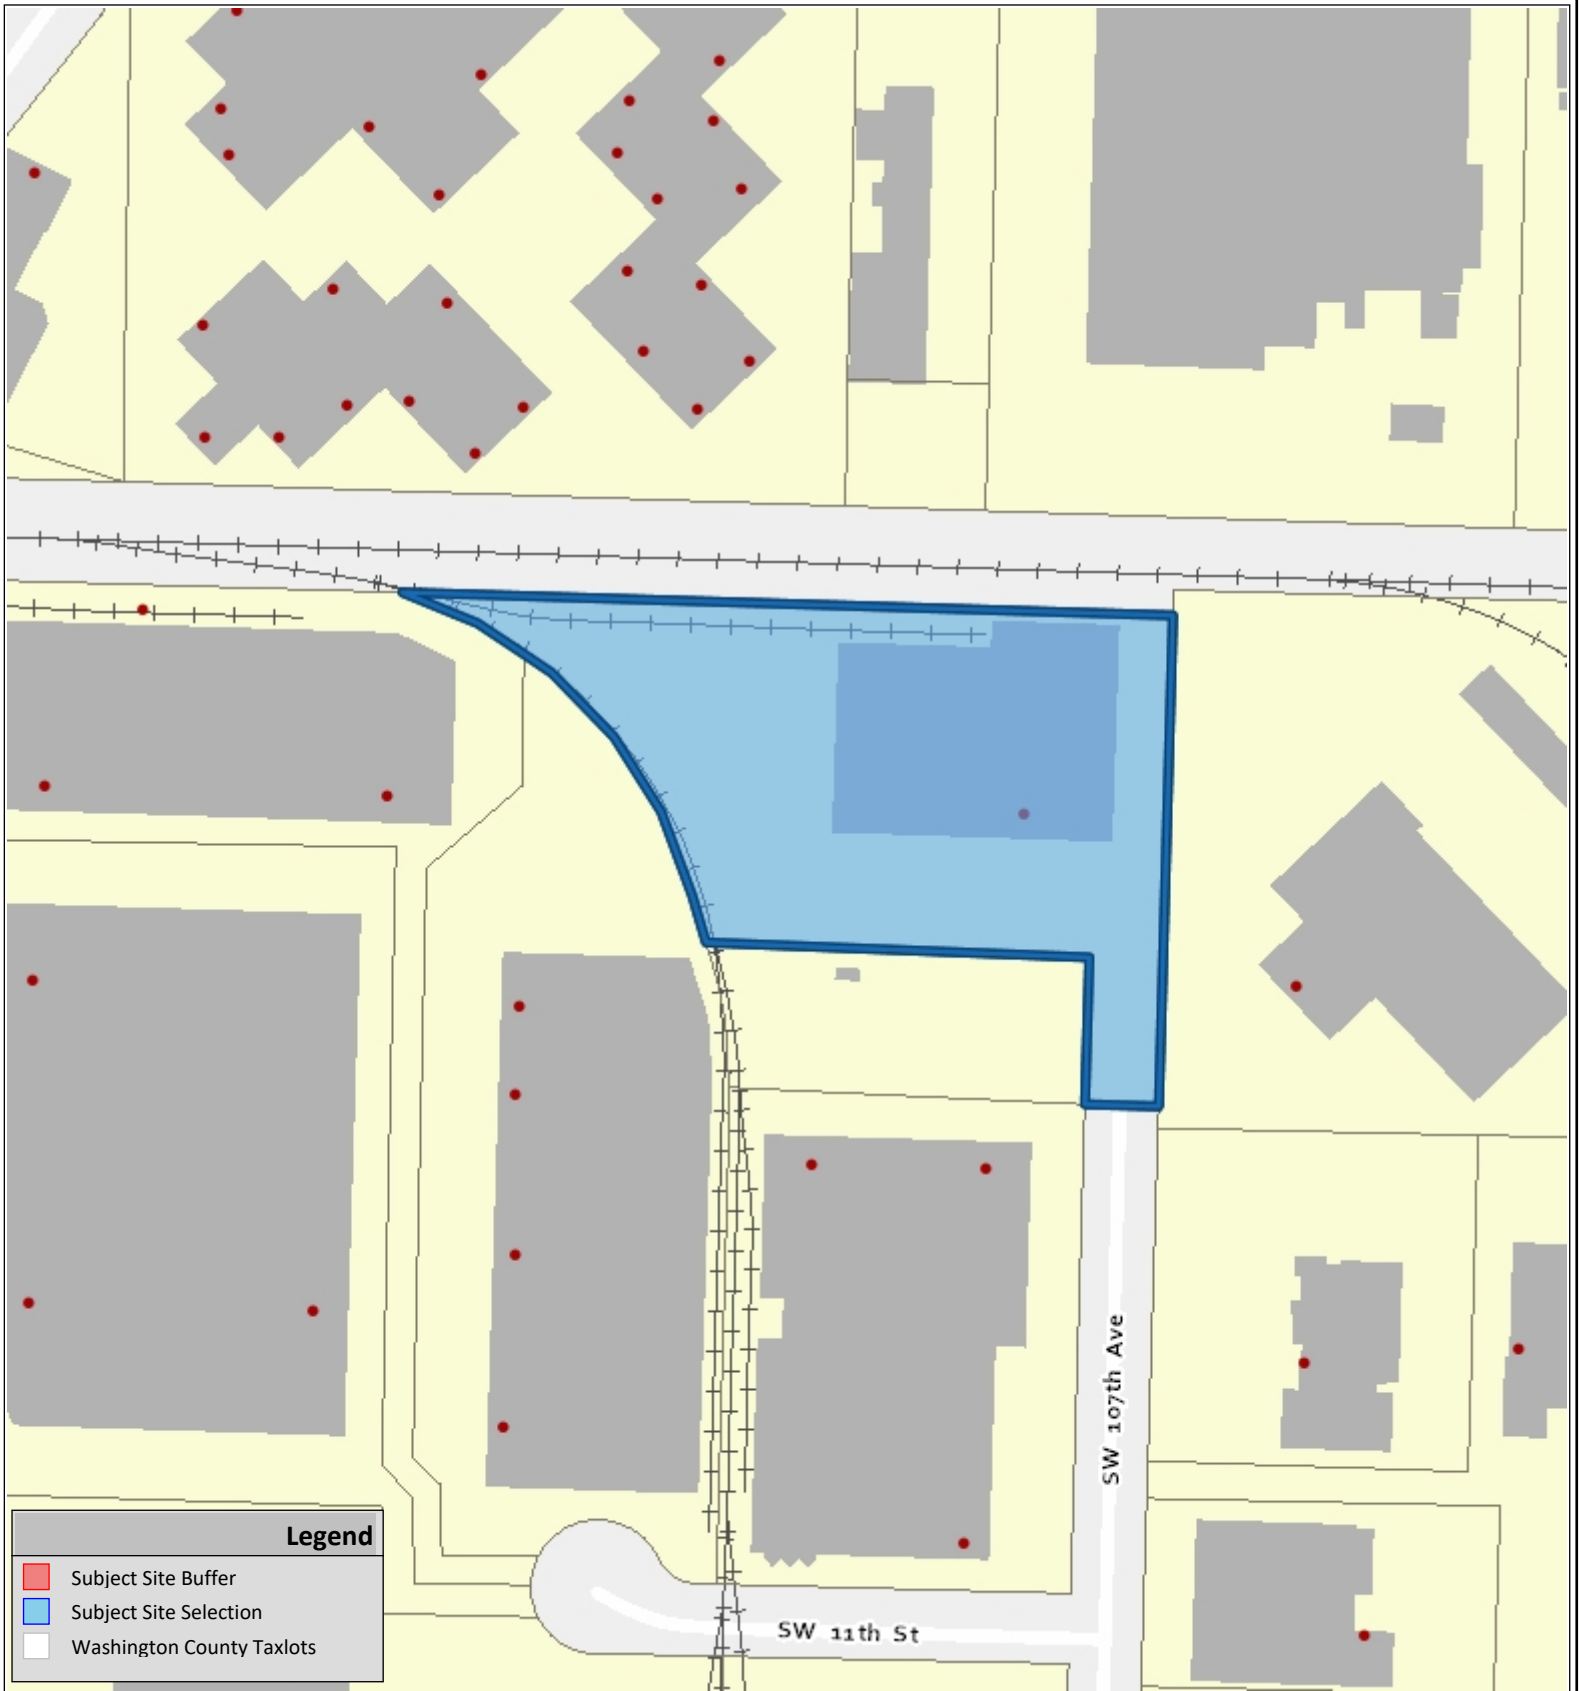 SW 107th Ave
Legend
Subject Site Buffer
Subject Site Selection
Washington County Taxlots
SW 11th St